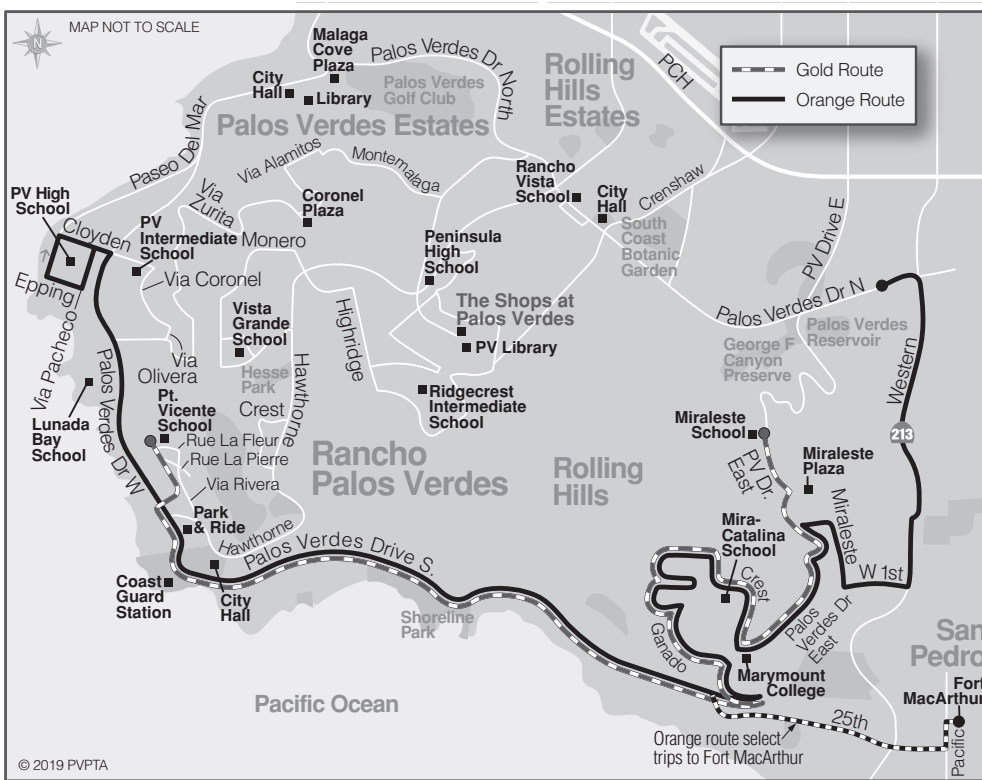 MAP NOT TO SCALE
N
Malaga
Cove
Plaza
Palos Verdes Dr North
City
Hall
Library
Palos Verdes
Golf Club
Rolling
Hills
Estates
PCH
Gold Route
Orange Route
Palos Verdes Estates
Paseo Del Mar
Via Alamitos
Montemalaga
Rancho
Vista
School
City
Hall
Crenshaw
PV High
School
Via
Zurita
Coronel
Plaza
Cloyden
PV
Intermediate
School
Monero
Peninsula
High
School
South
Coast
Botanic
Garden
PV Drive E
Epping
Via Coronel
The Shops at
Palos Verdes
Palos Verdes Dr N
Vista
Grande
School
Highridge
PV Library
Palos Verdes
Reservoir
George F
Canyon
Preserve
Via Pacheco
Palos Verdes Dr W
Via
Olivera
Hesse
Park
Hawthorne
Western
Crest
Ridgecrest
Intermediate
School
Lunada
Bay
School
Pt.
Vicente
School
Rue La Fleur
Rue La Pierre
Miraleste
School
213
Rancho
Palos Verdes
Rolling
Hills
PV Dr.
East
Miraleste
Plaza
Via Rivera
Park
& Ride
Hawthorne
Palos Verdes Drive S.
Mira-
Catalina
School
Miraleste
Crest
W 1st
Coast
Guard
Station
City
Hall
Shoreline
Park
Ganado
Palos
Verdes Dr
East
San
Pedro
Marymount
College
Fort
MacArthur
Pacific Ocean
25th
Orange route select
trips to Fort MacArthur
Pacific
© 2019 PVPTA